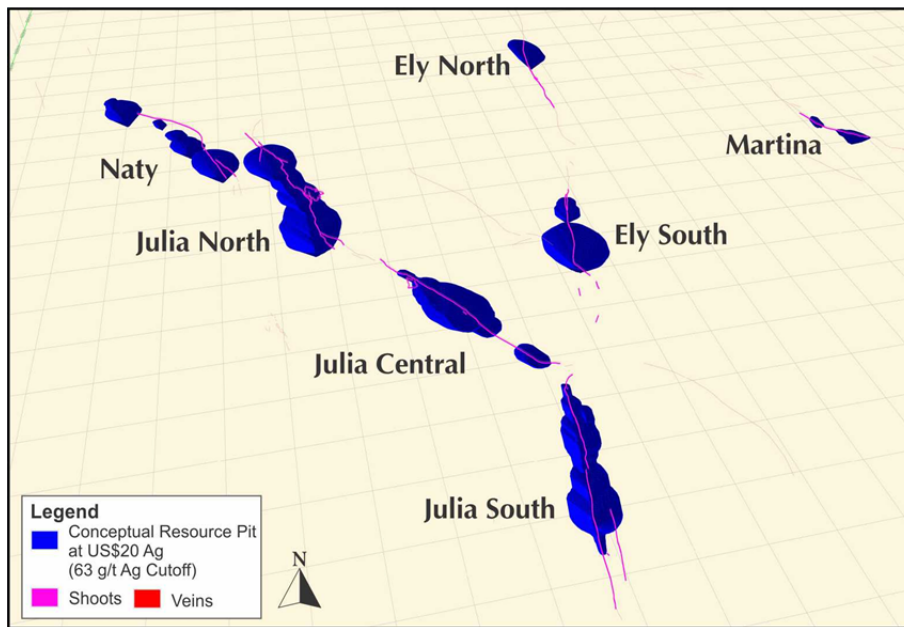 Ely North
Martina
Naty
Julia North
Ely South
Julia Central
Julia South
Legend
Conceptual Resource Pit
at US$20 Ag
(63 g/t Ag Cutoff)
Shoots Veins
N